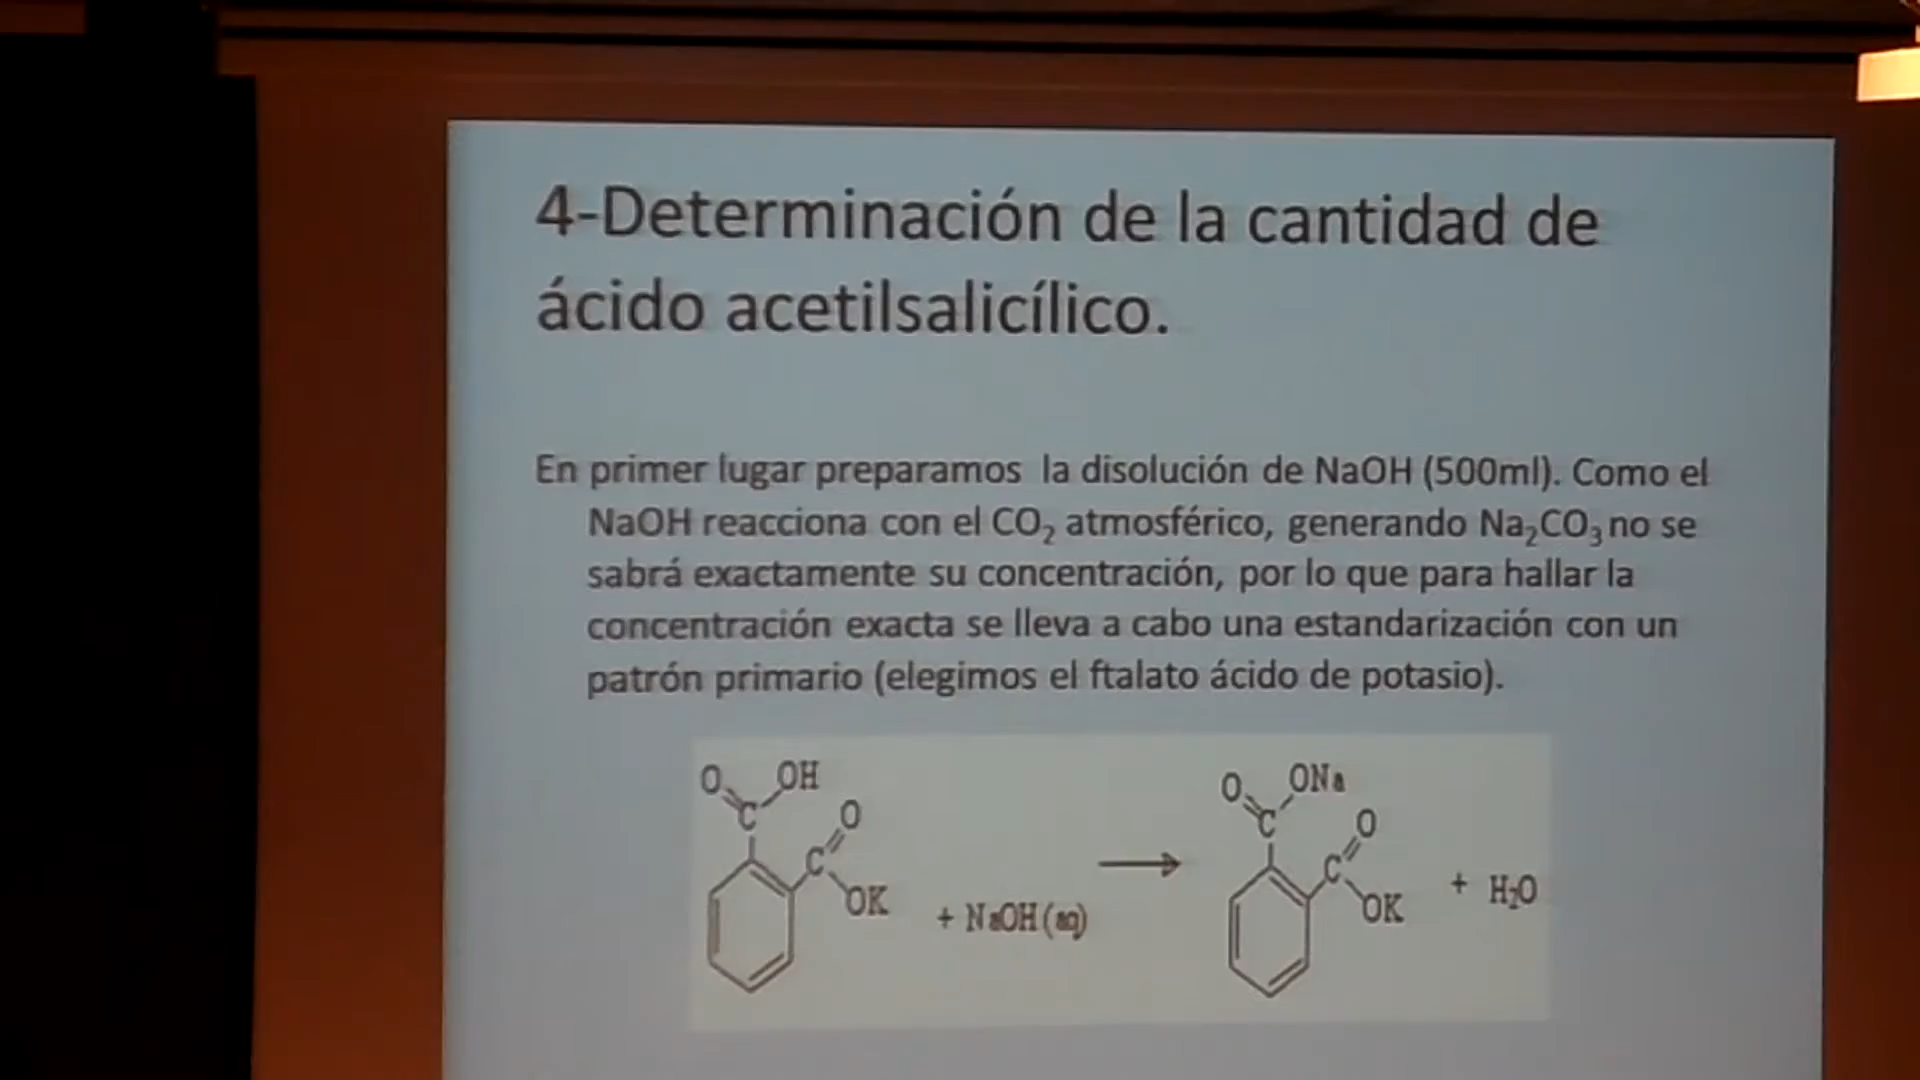 4-Determinación de la cantidad de
ácido acetilsalicílico.
En primer lugar preparamos la disolución de NaOH (500ml). Como el
NaOH reacciona con el CO₂ atmosférico, generando Na₂CO₃ no se
sabrá exactamente su concentración, por lo que para hallar la
concentración exacta se lleva a cabo una estandarización con un
patrón primario (elegimos el ftalato ácido de potasio).
O OH
C O
C
OK
+ NaOH (aq)
O ONa
C O
C
OK
+ H₂O